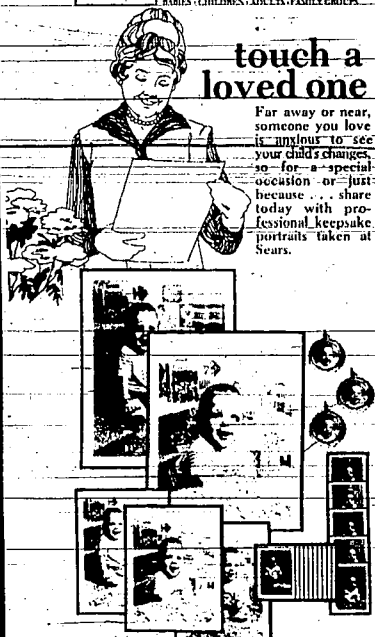 BABIES · CHILDREN · ADULTS · FAMILY GROUPS
touch a
loved one
Far away or near,
someone you love
is anxious to see
your child's changes,
so for a special
occasion or just
because . . . share
today with pro-
fessional keepsake
portraits taken at
Sears.